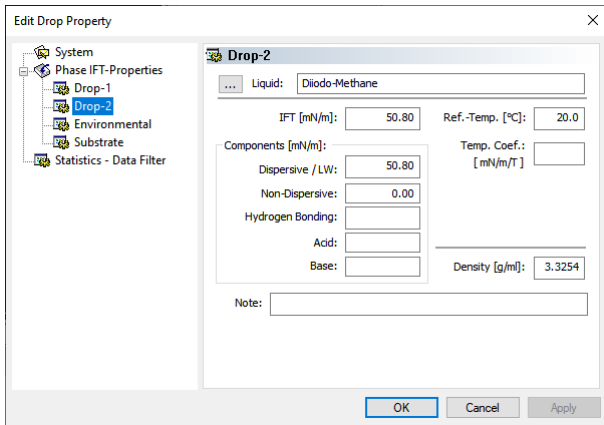 Edit Drop Property
System
Phase IFT-Properties
Drop-1
Drop-2
Environmental
Substrate
Statistics - Data Filter
Drop-2
... Liquid: Diiodo-Methane
IFT [mN/m]: 50.80 Ref.-Temp. [°C]: 20.0
Components [mN/m]: Temp. Coef.:
Dispersive / LW: 50.80 [ mN/m/T ]
Non-Dispersive: 0.00
Hydrogen Bonding:
Acid:
Base: Density [g/ml]: 3.3254
Note:
OK Cancel Apply